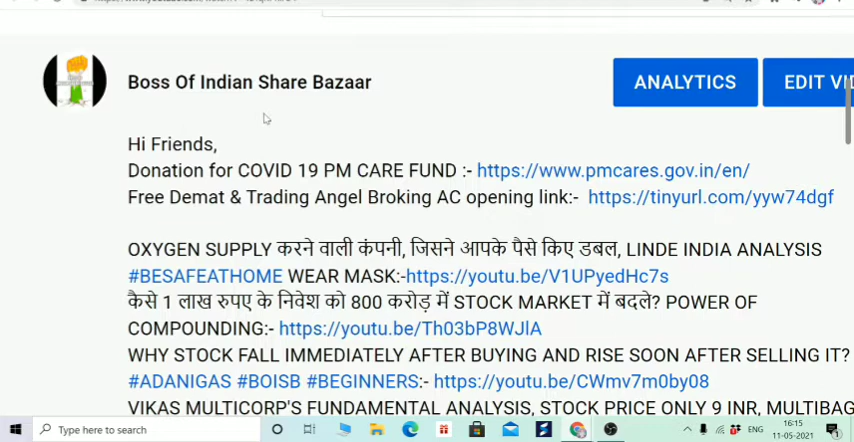 Boss Of Indian Share Bazaar
ANALYTICS
EDIT
Hi Friends,
Donation for COVID 19 PM CARE FUND :- https://www.pmcares.gov.in/en/
Free Demat & Trading Angel Broking AC opening link:- https://tinyurl.com/yyw74dgf
OXYGEN SUPPLY करने वाली कंपनी, जिसने आपके पैसे किए डबल, LINDE INDIA ANALYSIS
#BESAFEATHOME WEAR MASK:-https://youtu.be/V1UPyedHc7s
कैसे 1 लाख रुपए के निवेश को 800 करोड़ में STOCK MARKET में बदले? POWER OF
COMPOUNDING:- https://youtu.be/Th03bP8WJlA
WHY STOCK FALL IMMEDIATELY AFTER BUYING AND RISE SOON AFTER SELLING IT?
#ADANIGAS #BOISB #BEGINNERS:- https://youtu.be/CWmv7m0by08
VIKAS MULTICORP'S FUNDAMENTAL ANALYSIS, STOCK PRICE ONLY 9 INR, MULTIBAG
Type here to search
ENG
16:15
11-05-2021